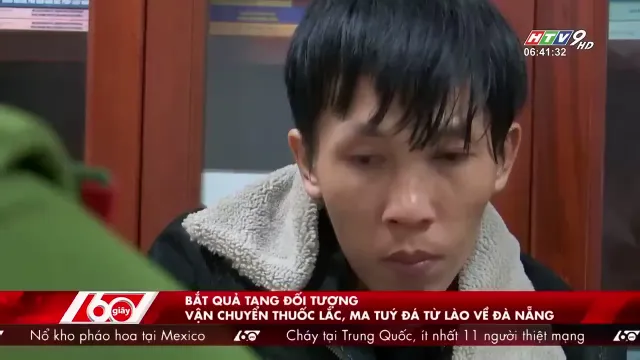 HTV9 HD
06:41:32
60 giây
BẮT QUẢ TANG ĐỐI TƯỢNG
VẬN CHUYỂN THUỐC LẮC, MA TUÝ ĐÁ TỪ LÀO VỀ ĐÀ NẴNG
Nổ kho pháo hoa tại Mexico
Cháy tại Trung Quốc, ít nhất 11 người thiệt mạng